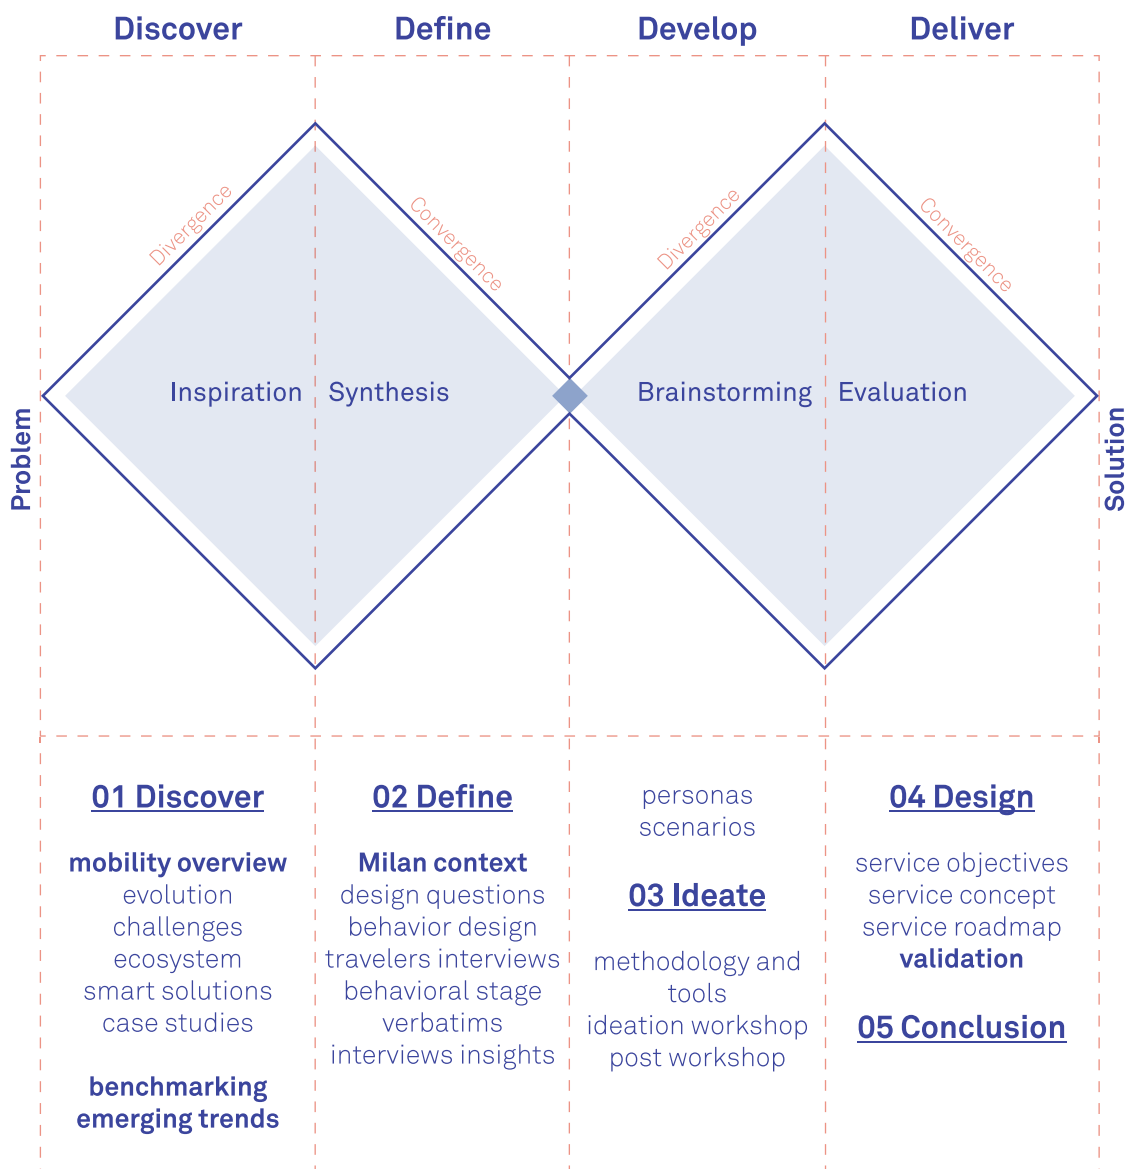 Discover
Define
Develop
Deliver
Divergence
Convergence
Divergence
Convergence
Inspiration
Synthesis
Brainstorming
Evaluation
Problem
Solution
01 Discover
mobility overview
evolution
challenges
ecosystem
smart solutions
case studies
benchmarking
emerging trends
02 Define
Milan context
design questions
behavior design
travelers interviews
behavioral stage
verbatims
interviews insights
personas
scenarios
03 Ideate
methodology and
tools
ideation workshop
post workshop
04 Design
service objectives
service concept
service roadmap
validation
05 Conclusion